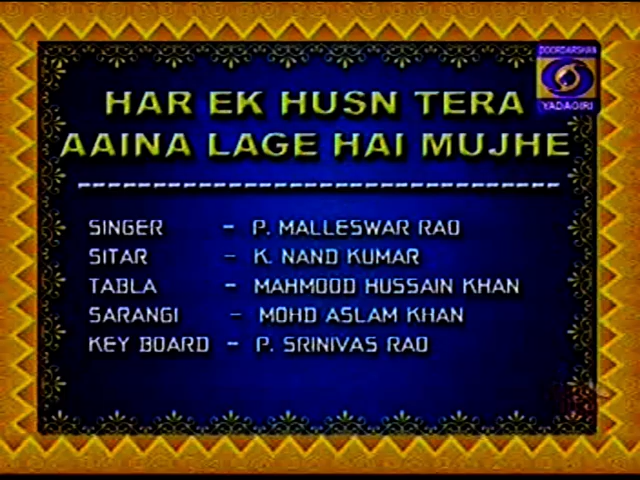 DOORDARSHAN
YADAGIRI
HAR EK HUSN TERA
AAINA LAGE HAI MUJHE
SINGER - P. MALLESWAR RAO
SITAR - K. NAND KUMAR
TABLA - MAHMOOD HUSSAIN KHAN
SARANGI - MOHD ASLAM KHAN
KEY BOARD - P. SRINIVAS RAO